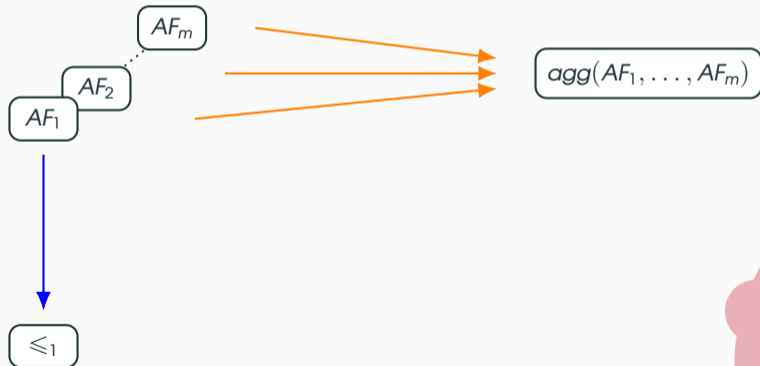 AFₘ
AF₂
AF₁
agg(AF₁, . . . , AFₘ)
⩽₁